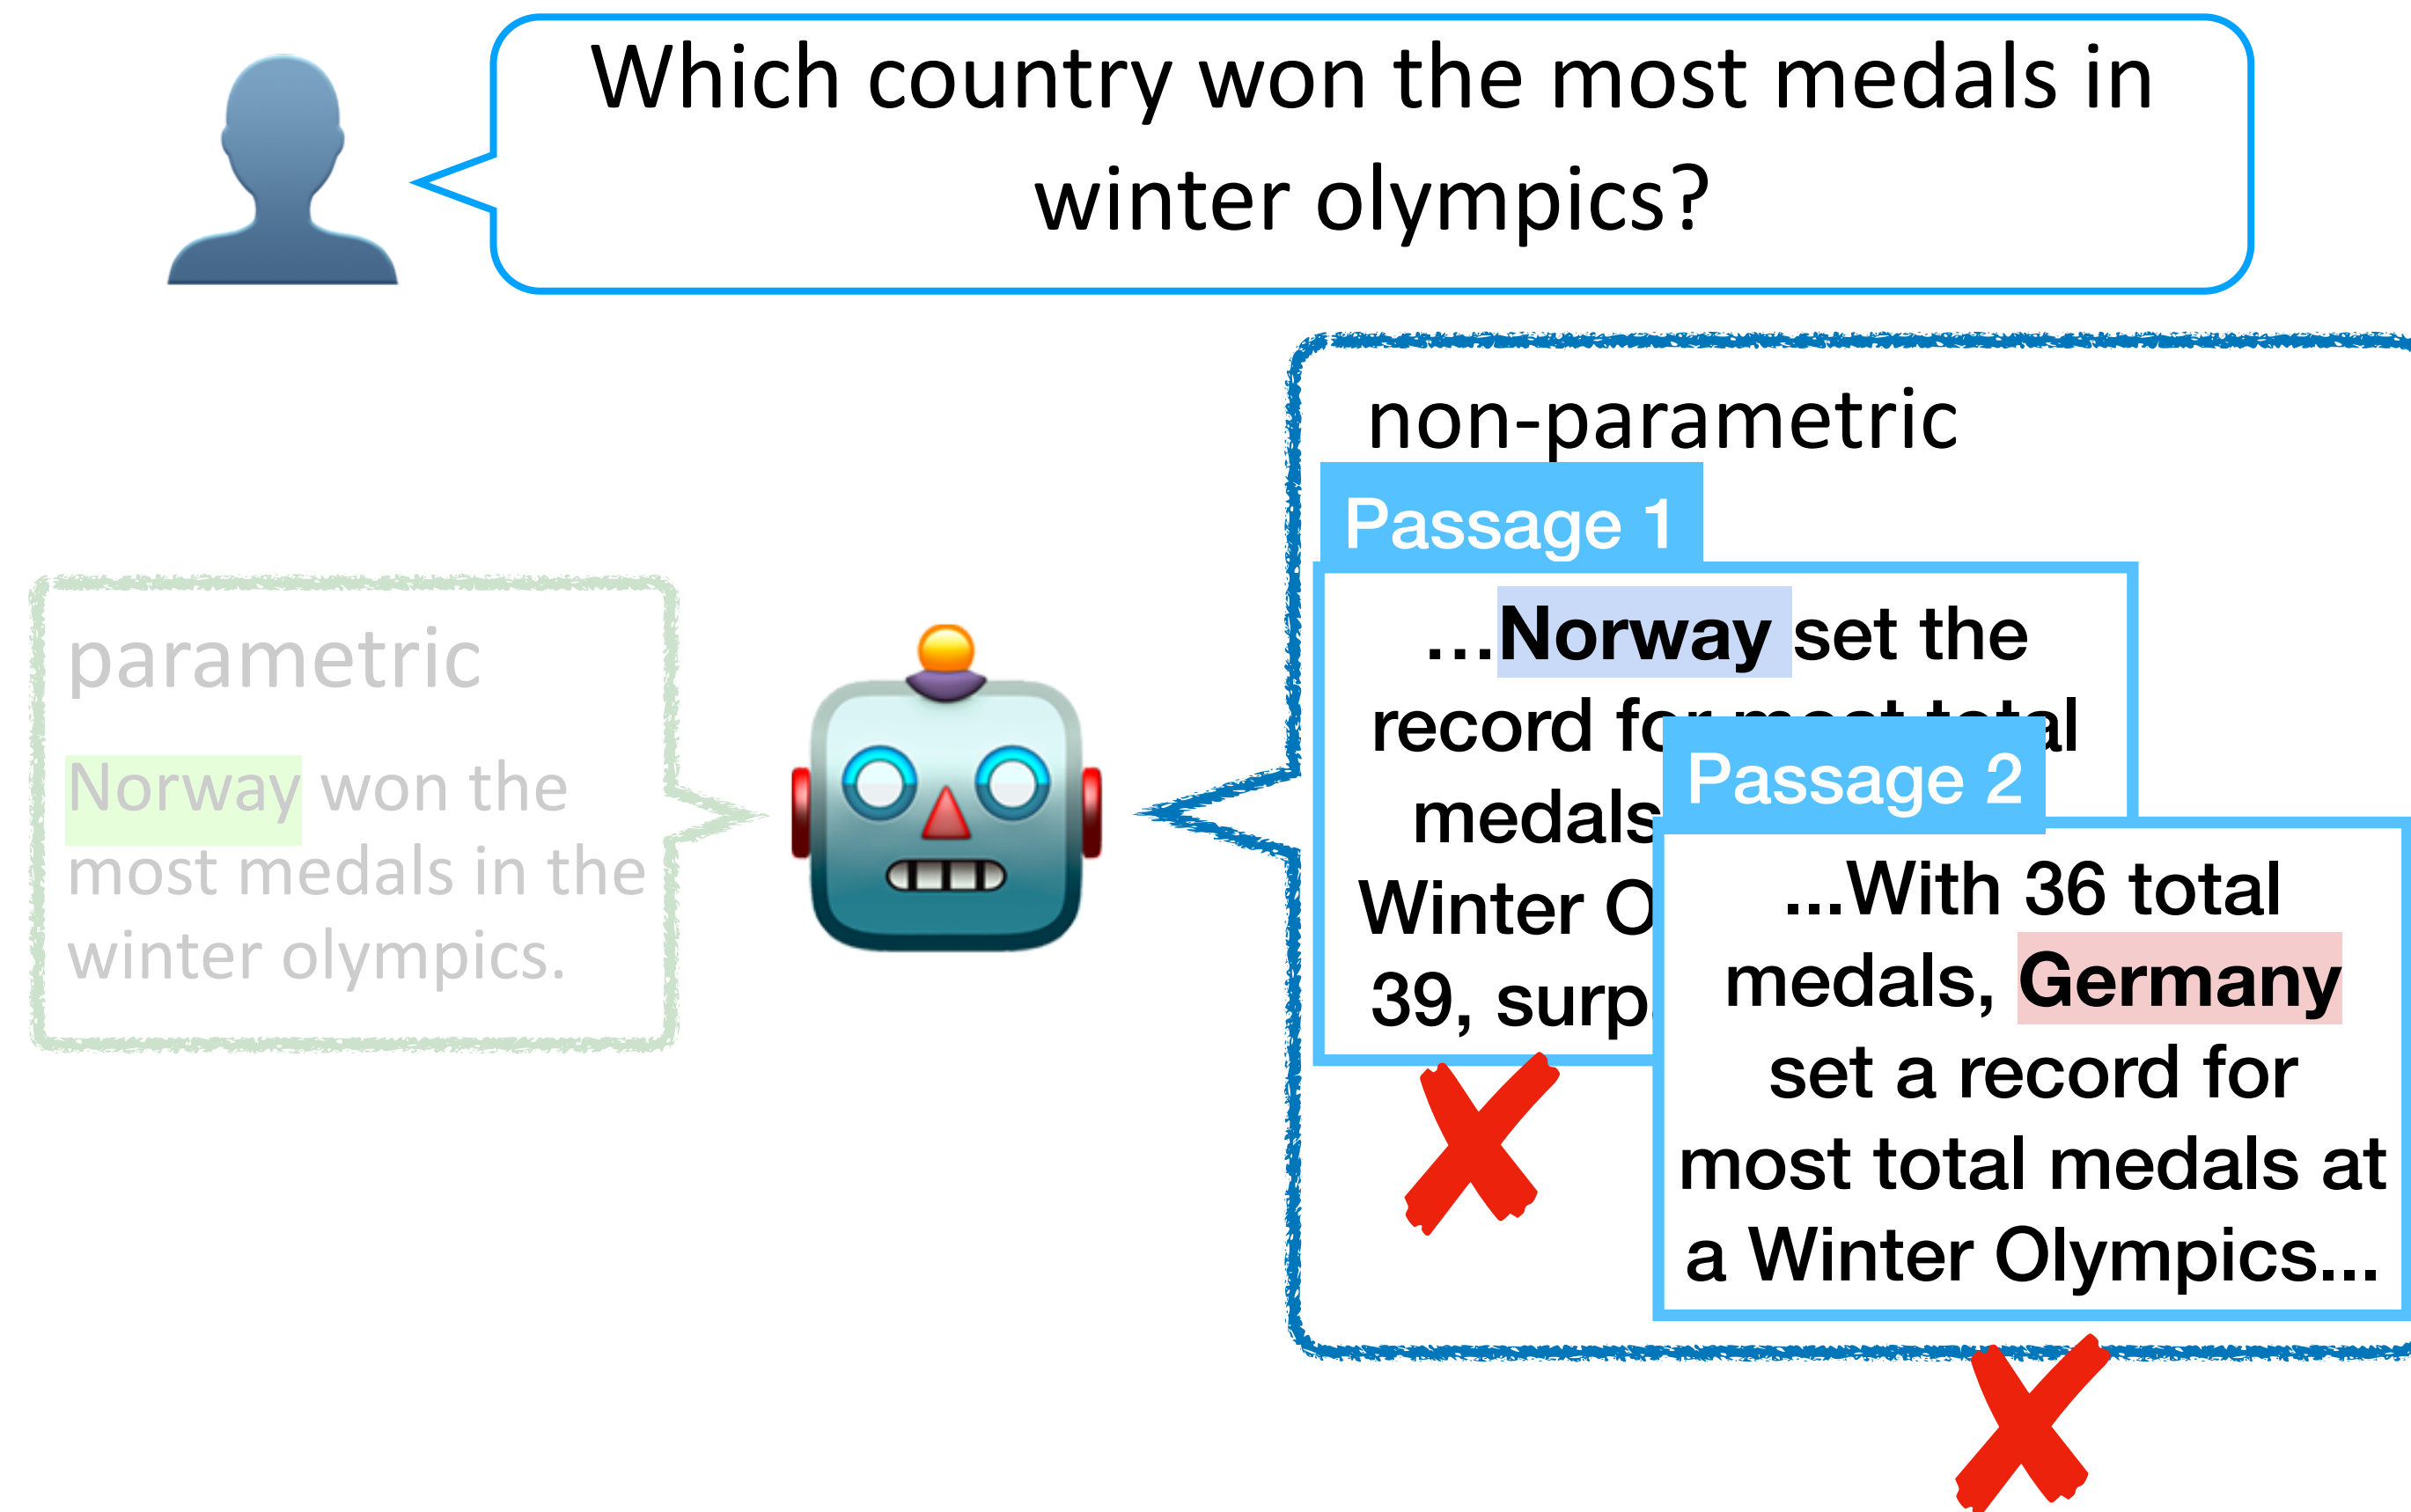 Which country won the most medals in
winter olympics?
non-parametric
Passage 1
...Norway set the
record
medals
Winter
39,
Passage 2
...With 36 total
medals, Germany
set a record for
most total medals at
a Winter Olympics...
parametric
Norway won the
most medals in the
winter olympics.